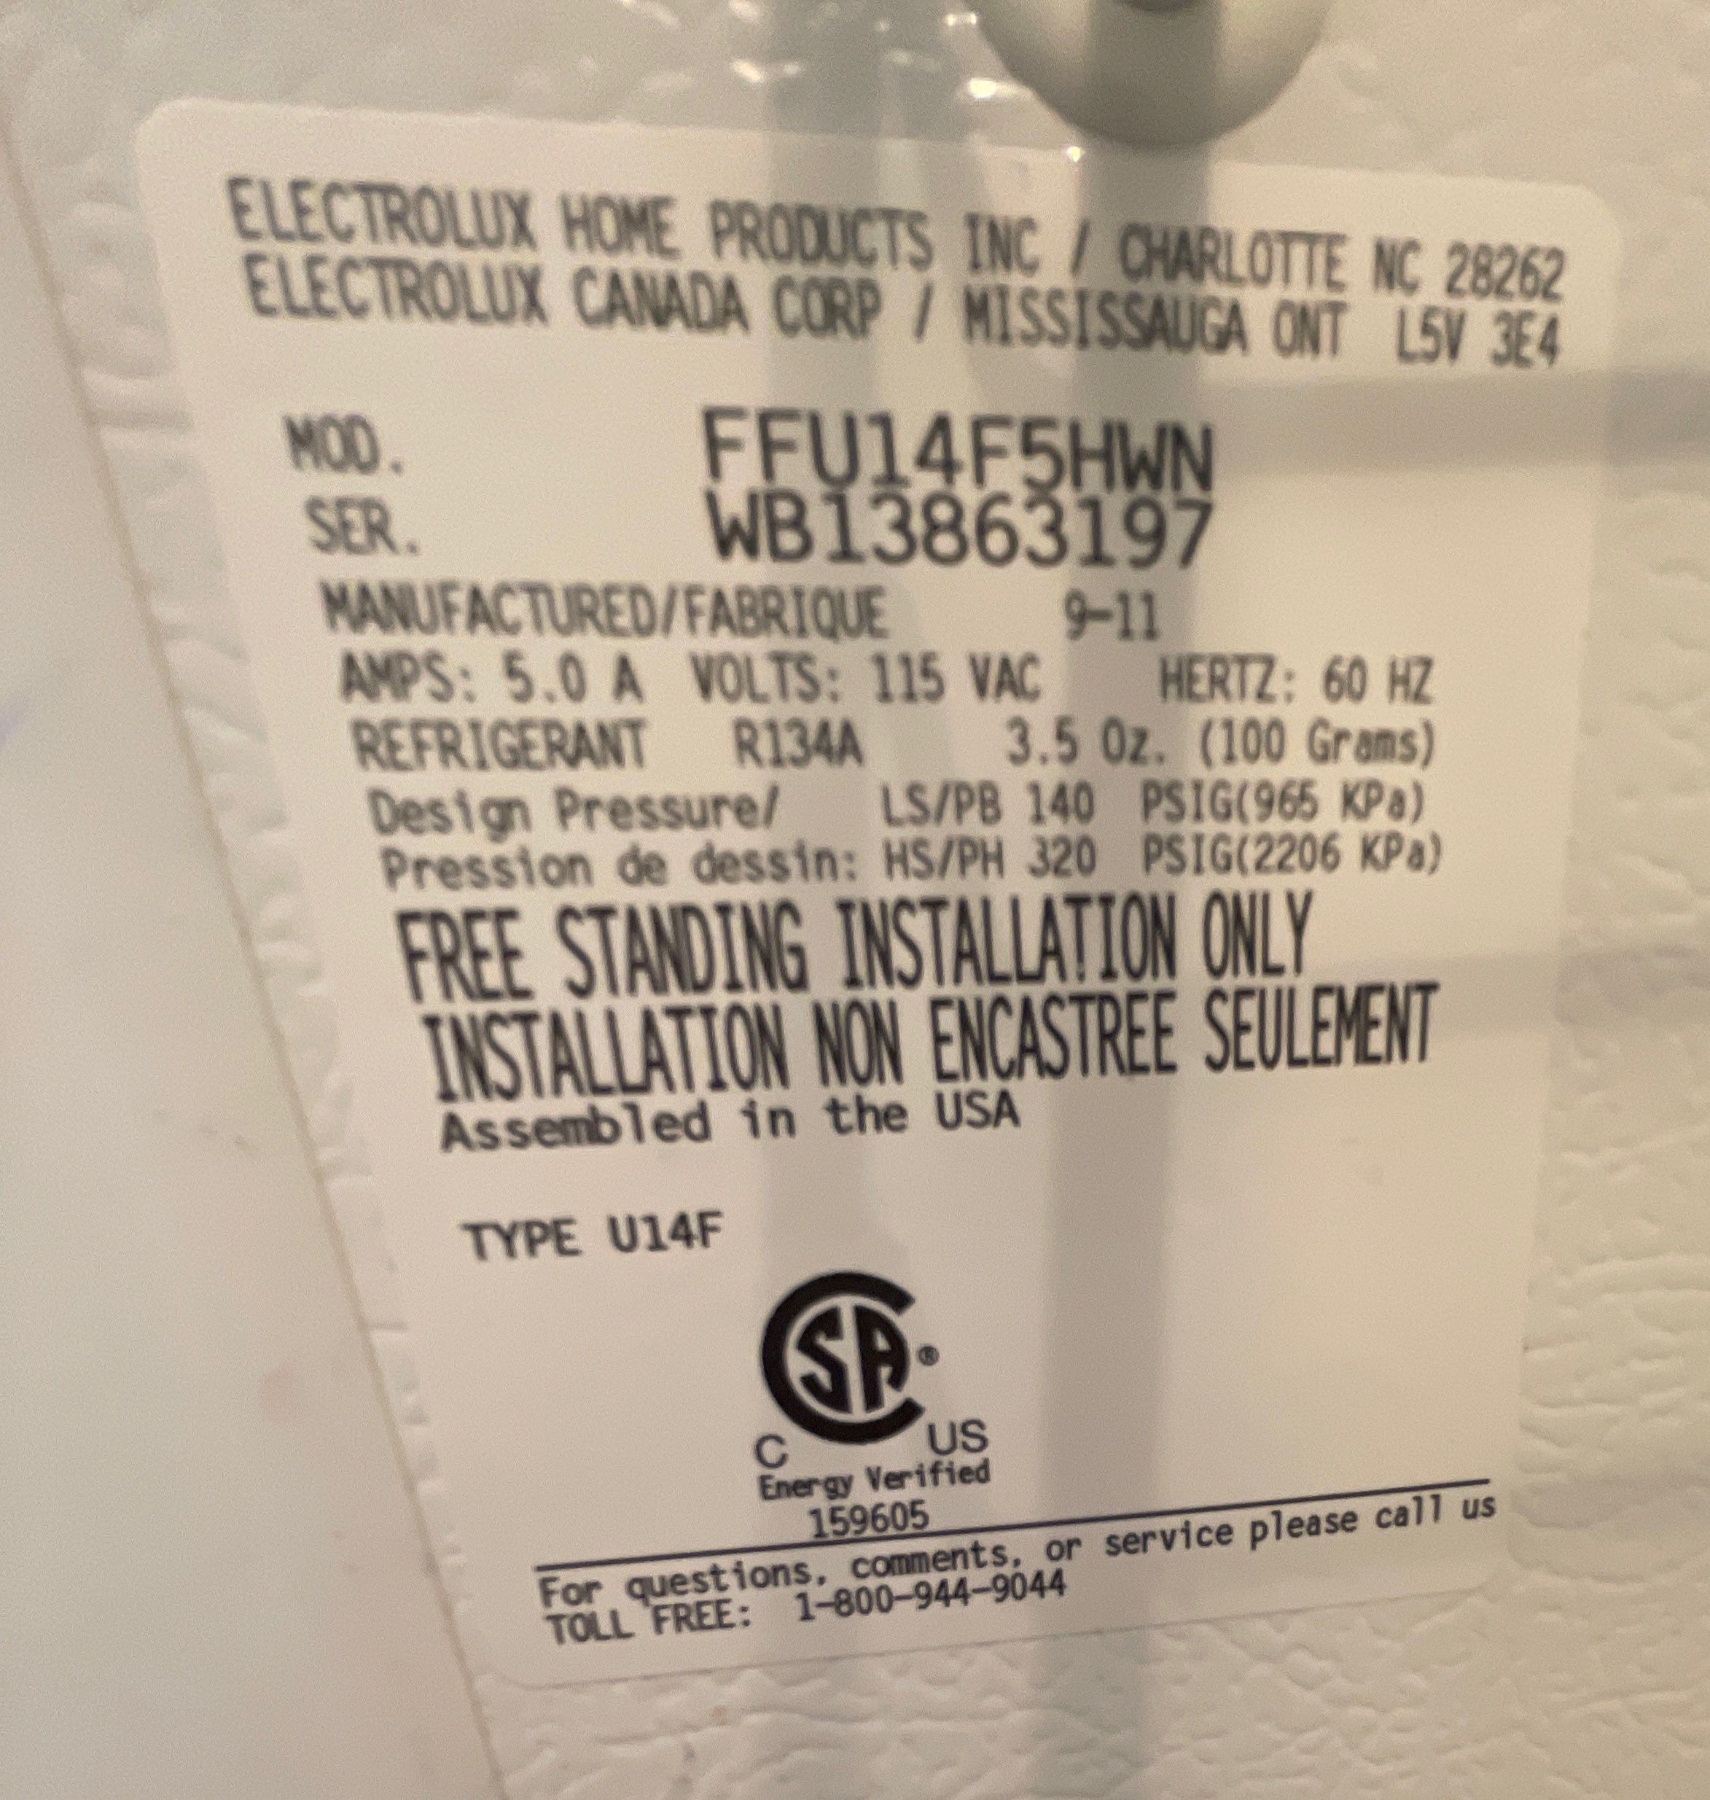 ELECTROLUX HOME PRODUCTS INC / CHARLOTTE NC 28262
ELECTROLUX CANADA CORP / MISSISSAUGA ONT L5V 3E4
MOD. FFU14F5HWN
SER. WB13863197
MANUFACTURED/FABRIQUE 9-11
AMPS: 5.0 A VOLTS: 115 VAC HERTZ: 60 HZ
REFRIGERANT R134A 3.5 Oz. (100 Grams)
Design Pressure/ LS/PB 140 PSIG(965 KPa)
Pression de dessin: HS/PH 320 PSIG(2206 KPa)
FREE STANDING INSTALLATION ONLY
INSTALLATION NON ENCASTREE SEULEMENT
Assembled in the USA
TYPE U14F
CSA®
C US
Energy Verified
159605
For questions, comments, or service please call us
TOLL FREE: 1-800-944-9044